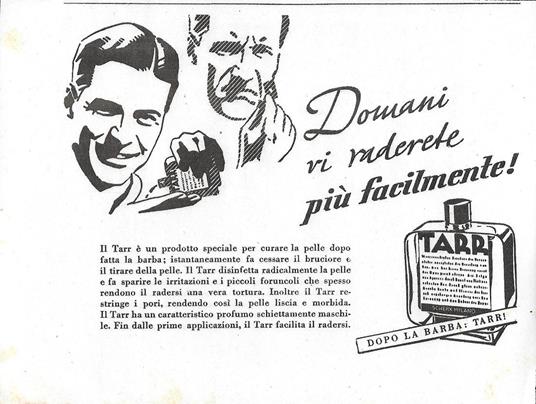 Domani
vi raderete
più facilmente!
Il Tarr è un prodotto speciale per curare la pelle dopo
fatta la barba; istantaneamente fa cessare il bruciore e
il tirare della pelle. Il Tarr disinfetta radicalmente la pelle
e fa sparire le irritazioni e i piccoli foruncoli che spesso
rendono il radersi una vera tortura. Inoltre il Tarr re-
stringe i pori, rendendo così la pelle liscia e morbida.
Il Tarr ha un caratteristico profumo schiettamente maschi-
le. Fin dalle prime applicazioni, il Tarr facilita il radersi.
TARR
SCHERK MILANO
DOPO LA BARBA: TARR!